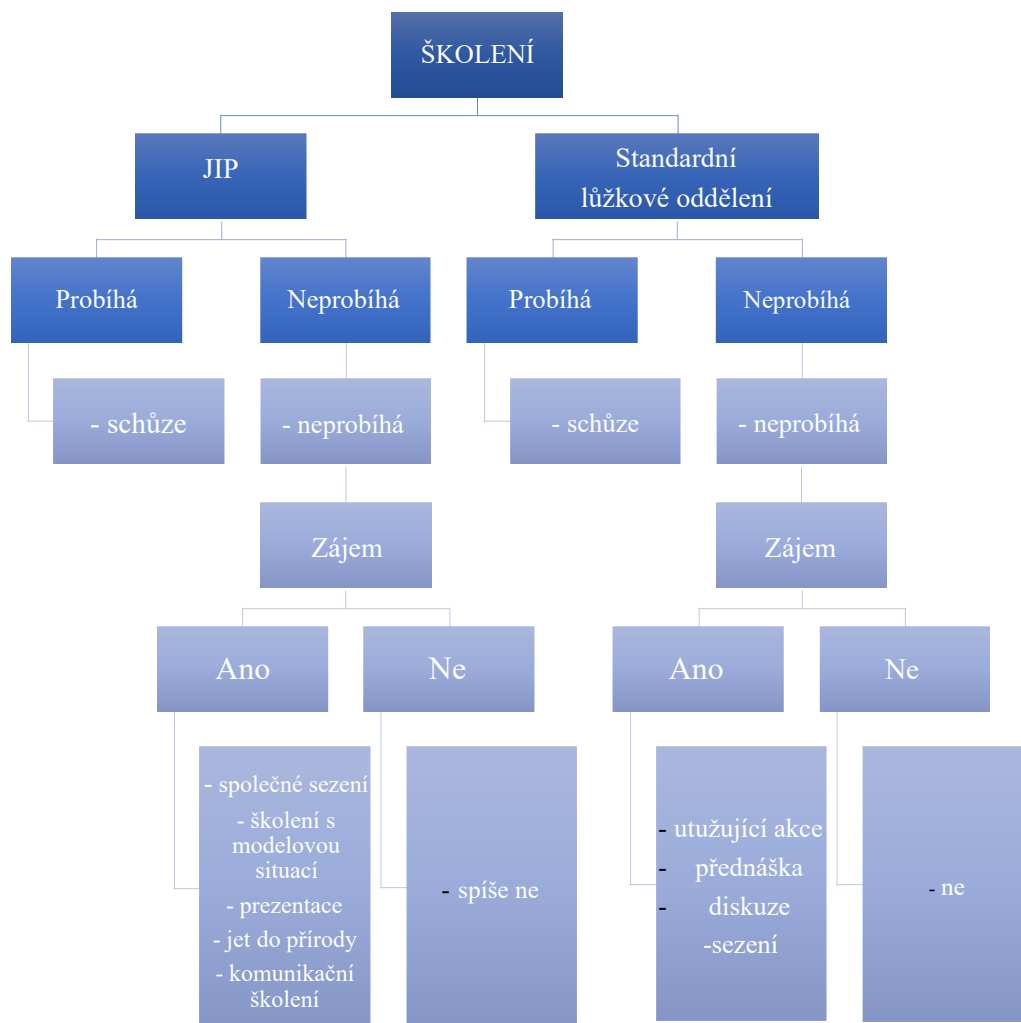 ŠKOLENÍ
JIP
Standardní
lůžkové oddělení
Probíhá
Neprobíhá
Probíhá
Neprobíhá
- schůze
- neprobíhá
- schůze
- neprobíhá
Zájem
Zájem
Ano
Ne
Ano
Ne
- společné sezení
- školení s
modelovou
situací
- prezentace
- jet do přírody
- komunikační
školení
- spíše ne
- utužující akce
- přednáška
- diskuze
-sezení
- ne